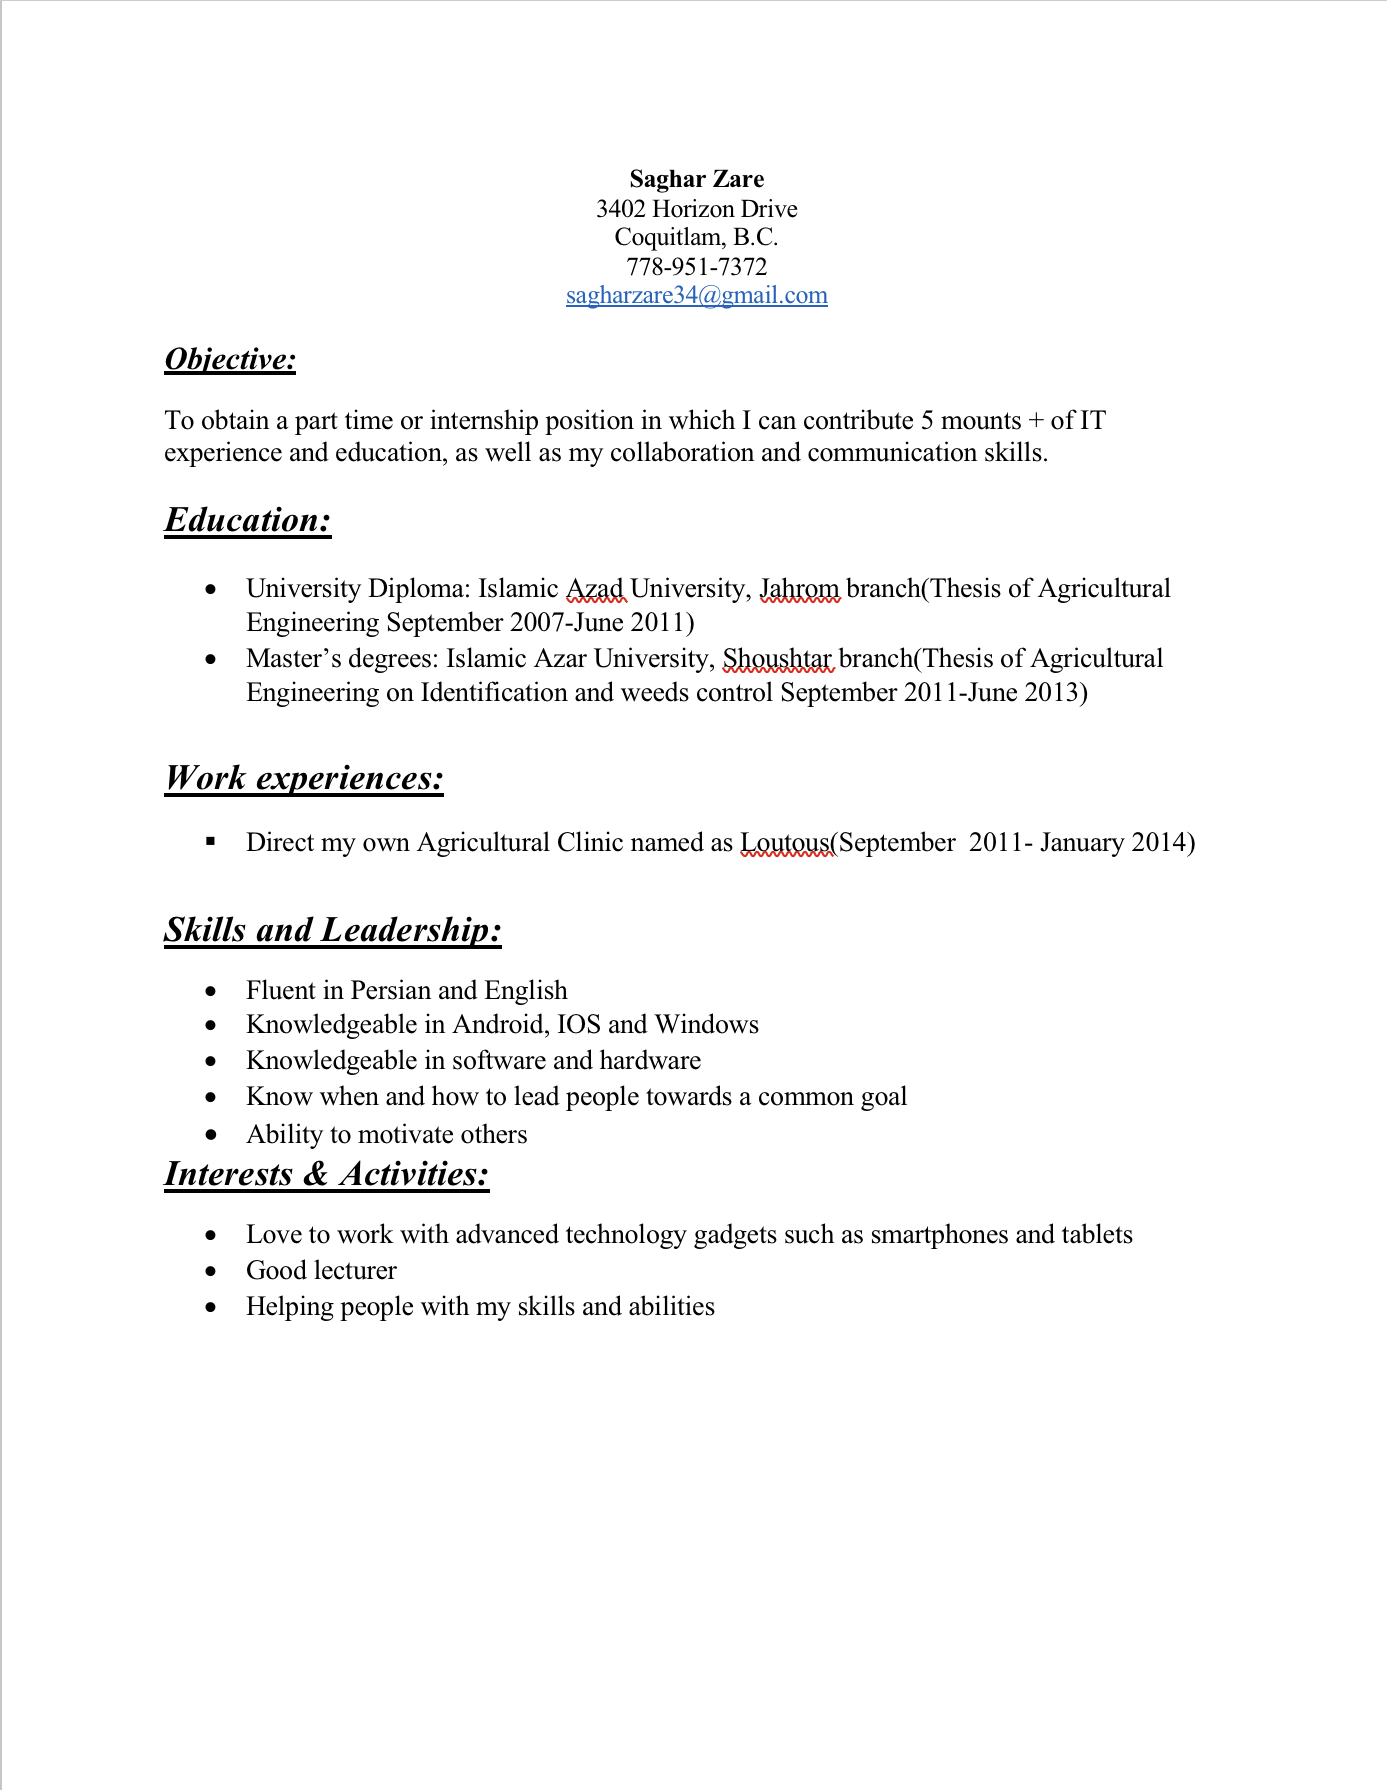 Saghar Zare
3402 Horizon Drive
Coquitlam, B.C.
778-951-7372
sagharzare34@gmail.com
Objective:
To obtain a part time or internship position in which I can contribute 5 mounts + of IT
experience and education, as well as my collaboration and communication skills.
Education:
• University Diploma: Islamic Azad University, Jahrom branch(Thesis of Agricultural
Engineering September 2007-June 2011)
• Master’s degrees: Islamic Azar University, Shoushtar branch(Thesis of Agricultural
Engineering on Identification and weeds control September 2011-June 2013)
Work experiences:
▪ Direct my own Agricultural Clinic named as Loutous(September  2011- January 2014)
Skills and Leadership:
• Fluent in Persian and English
• Knowledgeable in Android, IOS and Windows
• Knowledgeable in software and hardware
• Know when and how to lead people towards a common goal
• Ability to motivate others
Interests & Activities:
• Love to work with advanced technology gadgets such as smartphones and tablets
• Good lecturer
• Helping people with my skills and abilities